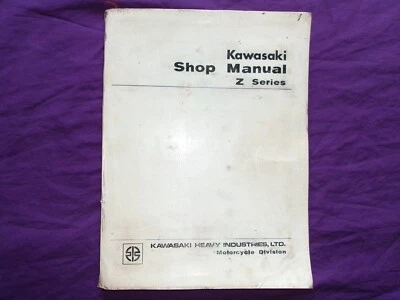 Kawasaki
Shop Manual
Z Series
KAWASAKI HEAVY INDUSTRIES, LTD.
Motorcycle Division